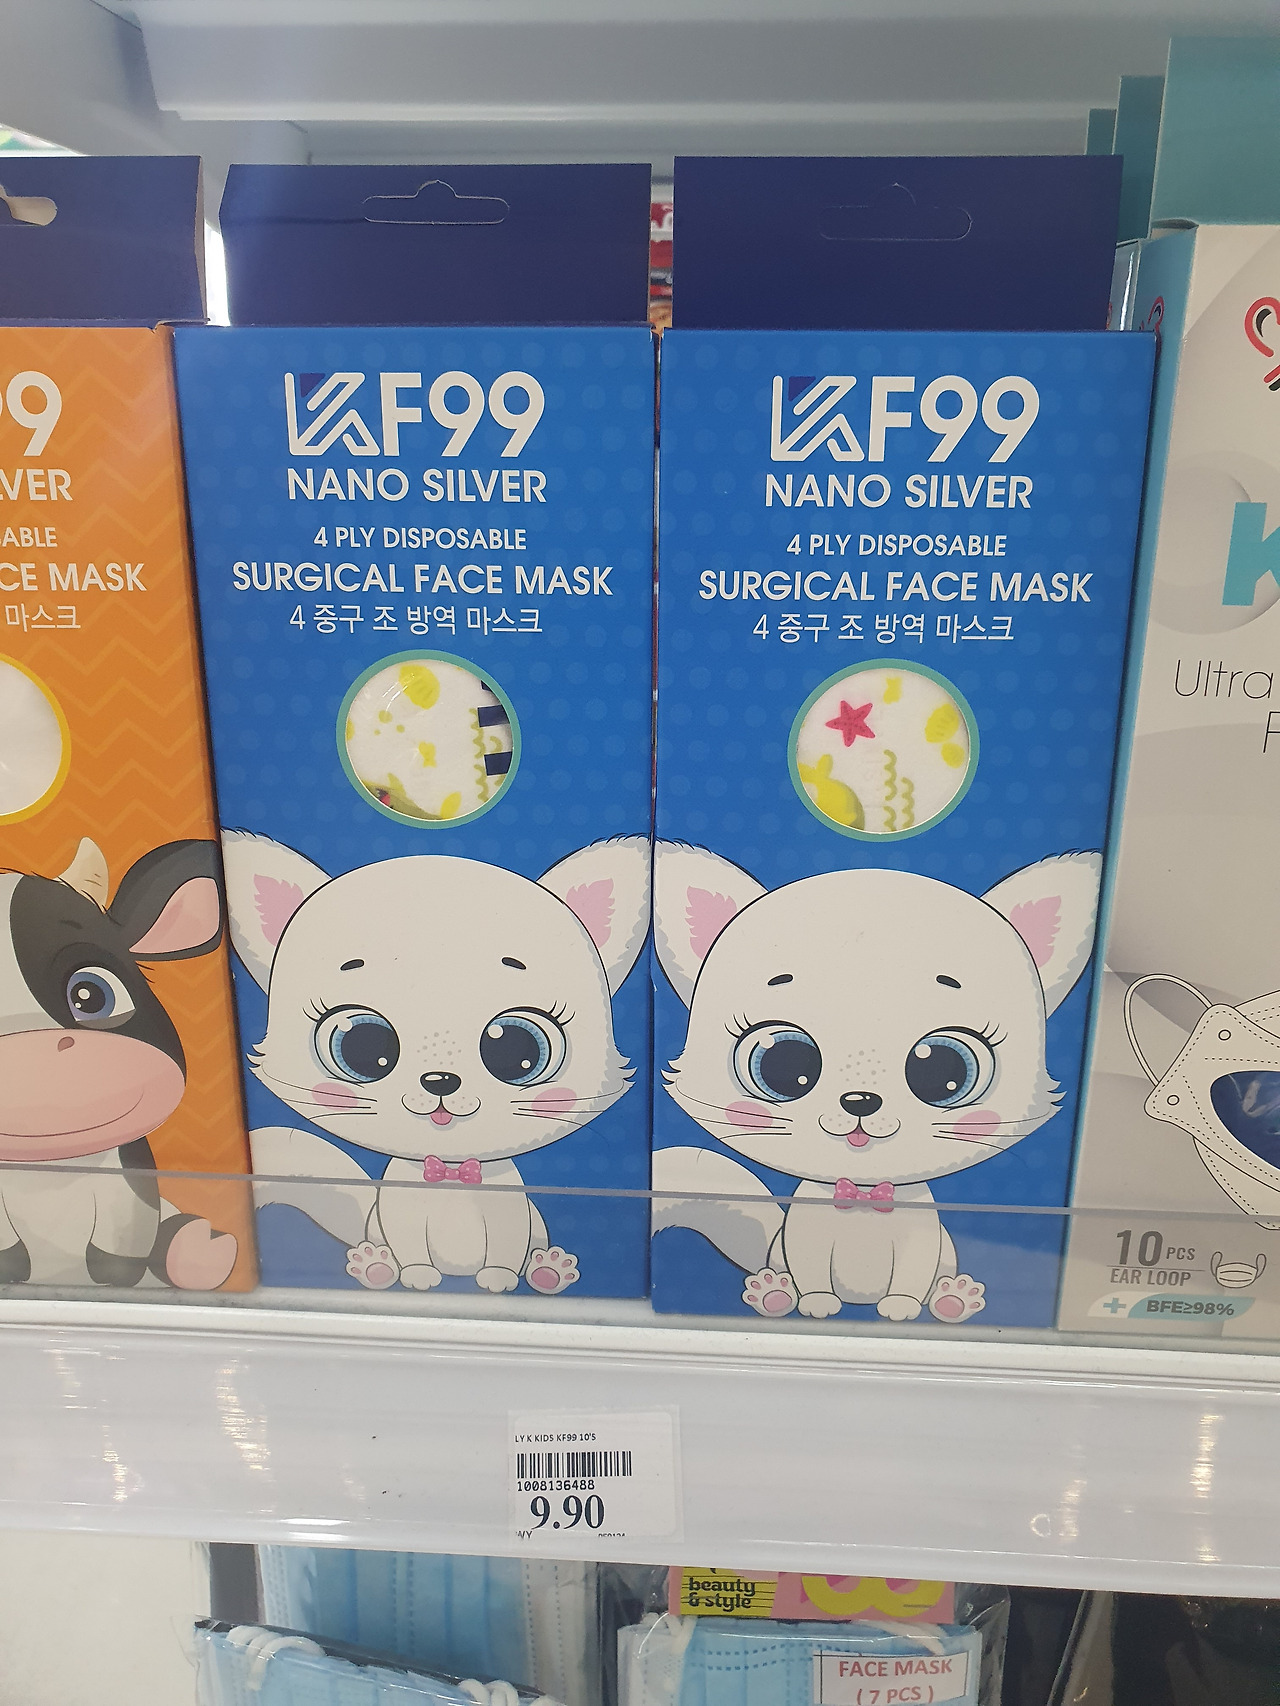 99
VER
ABLE
CE MASK
마스크
KF99
NANO SILVER
4 PLY DISPOSABLE
SURGICAL FACE MASK
4 중구 조 방역 마스크
KF99
NANO SILVER
4 PLY DISPOSABLE
SURGICAL FACE MASK
4 중구 조 방역 마스크
K
Ultra
F
10 PCS
EAR LOOP
BFE≥98%
LY K KIDS KF99 10'S
1008136488
9.90
beauty
& style
FACE MASK
( 7 PCS )